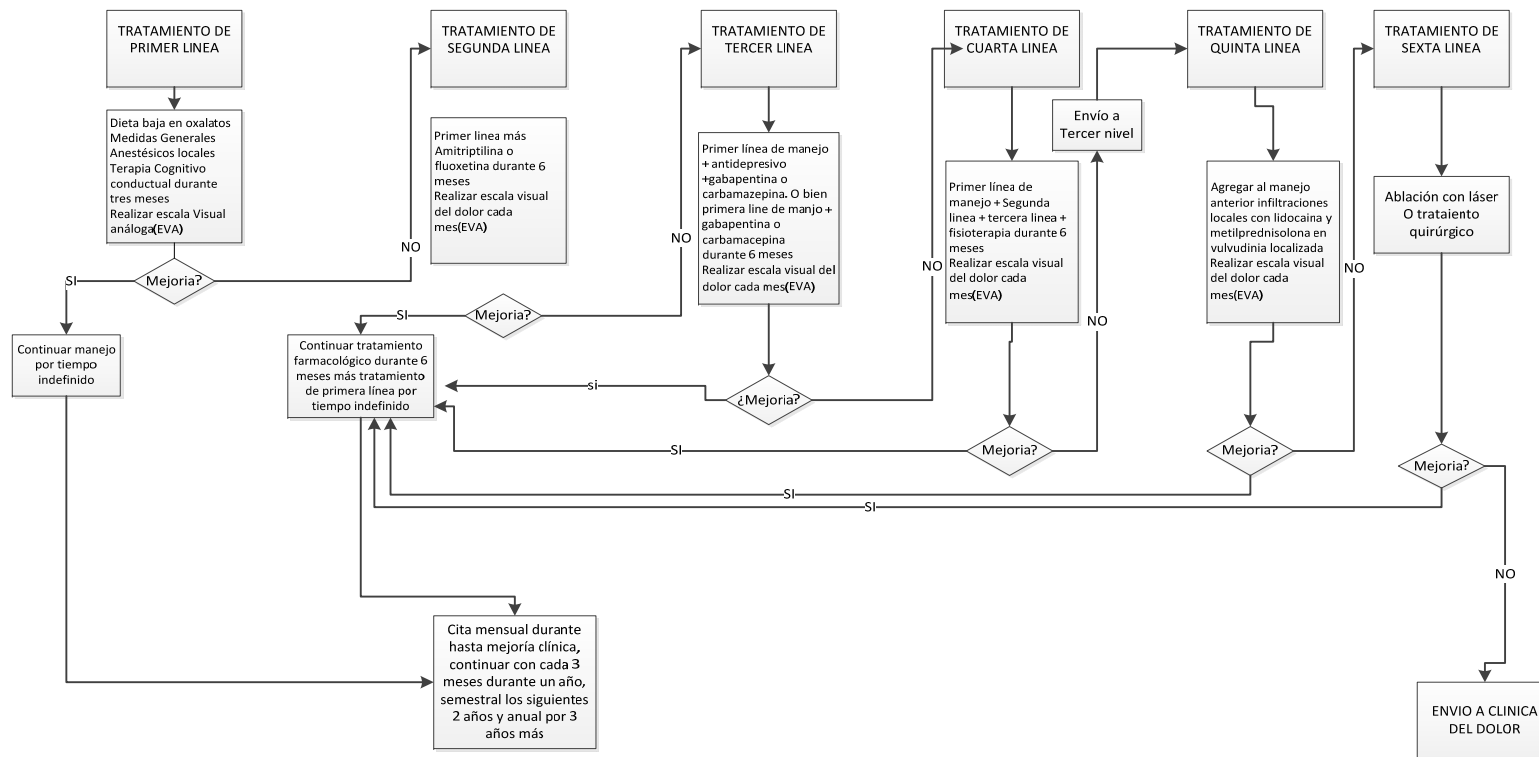 TRATAMIENTO DE
PRIMER LINEA
TRATAMIENTO DE
SEGUNDA LINEA
TRATAMIENTO DE
TERCER LINEA
TRATAMIENTO DE
CUARTA LINEA
TRATAMIENTO DE
QUINTA LINEA
TRATAMIENTO DE
SEXTA LINEA
Dieta baja en oxalatos
Medidas Generales
Anestésicos locales
Terapia Cognitivo
conductual durante
tres meses
Realizar escala Visual
análoga(EVA)
Mejoria?
SI
NO
Continuar manejo
por tiempo
indefinido
Primer linea más
Amitriptilina o
fluoxetina durante 6
meses
Realizar escala visual
del dolor cada
mes(EVA)
Mejoria?
SI
NO
Continuar tratamiento
farmacológico durante 6
meses más tratamiento
de primera línea por
tiempo indefinido
Primer línea de manejo
+ antidepresivo
+gabapentina o
carbamazepina. O bien
primera line de manjo +
gabapentina o
carbamacepina
durante 6 meses
Realizar escala visual del
dolor cada mes(EVA)
¿Mejoria?
si
NO
Primer línea de
manejo + Segunda
linea + tercera linea +
fisioterapia durante 6
meses
Realizar escala visual
del dolor cada
mes(EVA)
Mejoria?
SI
NO
Envío a
Tercer nivel
Agregar al manejo
anterior infiltraciones
locales con lidocaina y
metilprednisolona en
vulvudinia localizada
Realizar escala visual
del dolor cada
mes(EVA)
Mejoria?
SI
NO
Ablación con láser
O trataiento
quirúrgico
Mejoria?
SI
NO
Cita mensual durante
hasta mejoría clínica,
continuar con cada 3
meses durante un año,
semestral los siguientes
2 años y anual por 3
años más
ENVIO A CLINICA
DEL DOLOR